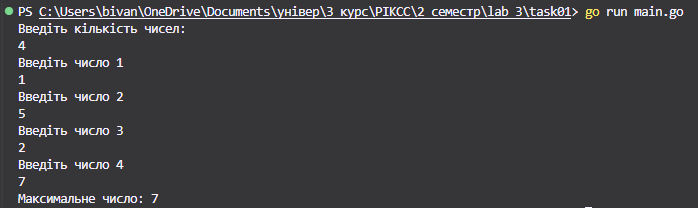 PS C:\Users\bivan\OneDrive\Documents\універ\3 курс\РІКСС\2 семестр\lab 3\task01> go run main.go
Введіть кількість чисел:
4
Введіть число 1
1
Введіть число 2
5
Введіть число 3
2
Введіть число 4
7
Максимальне число: 7